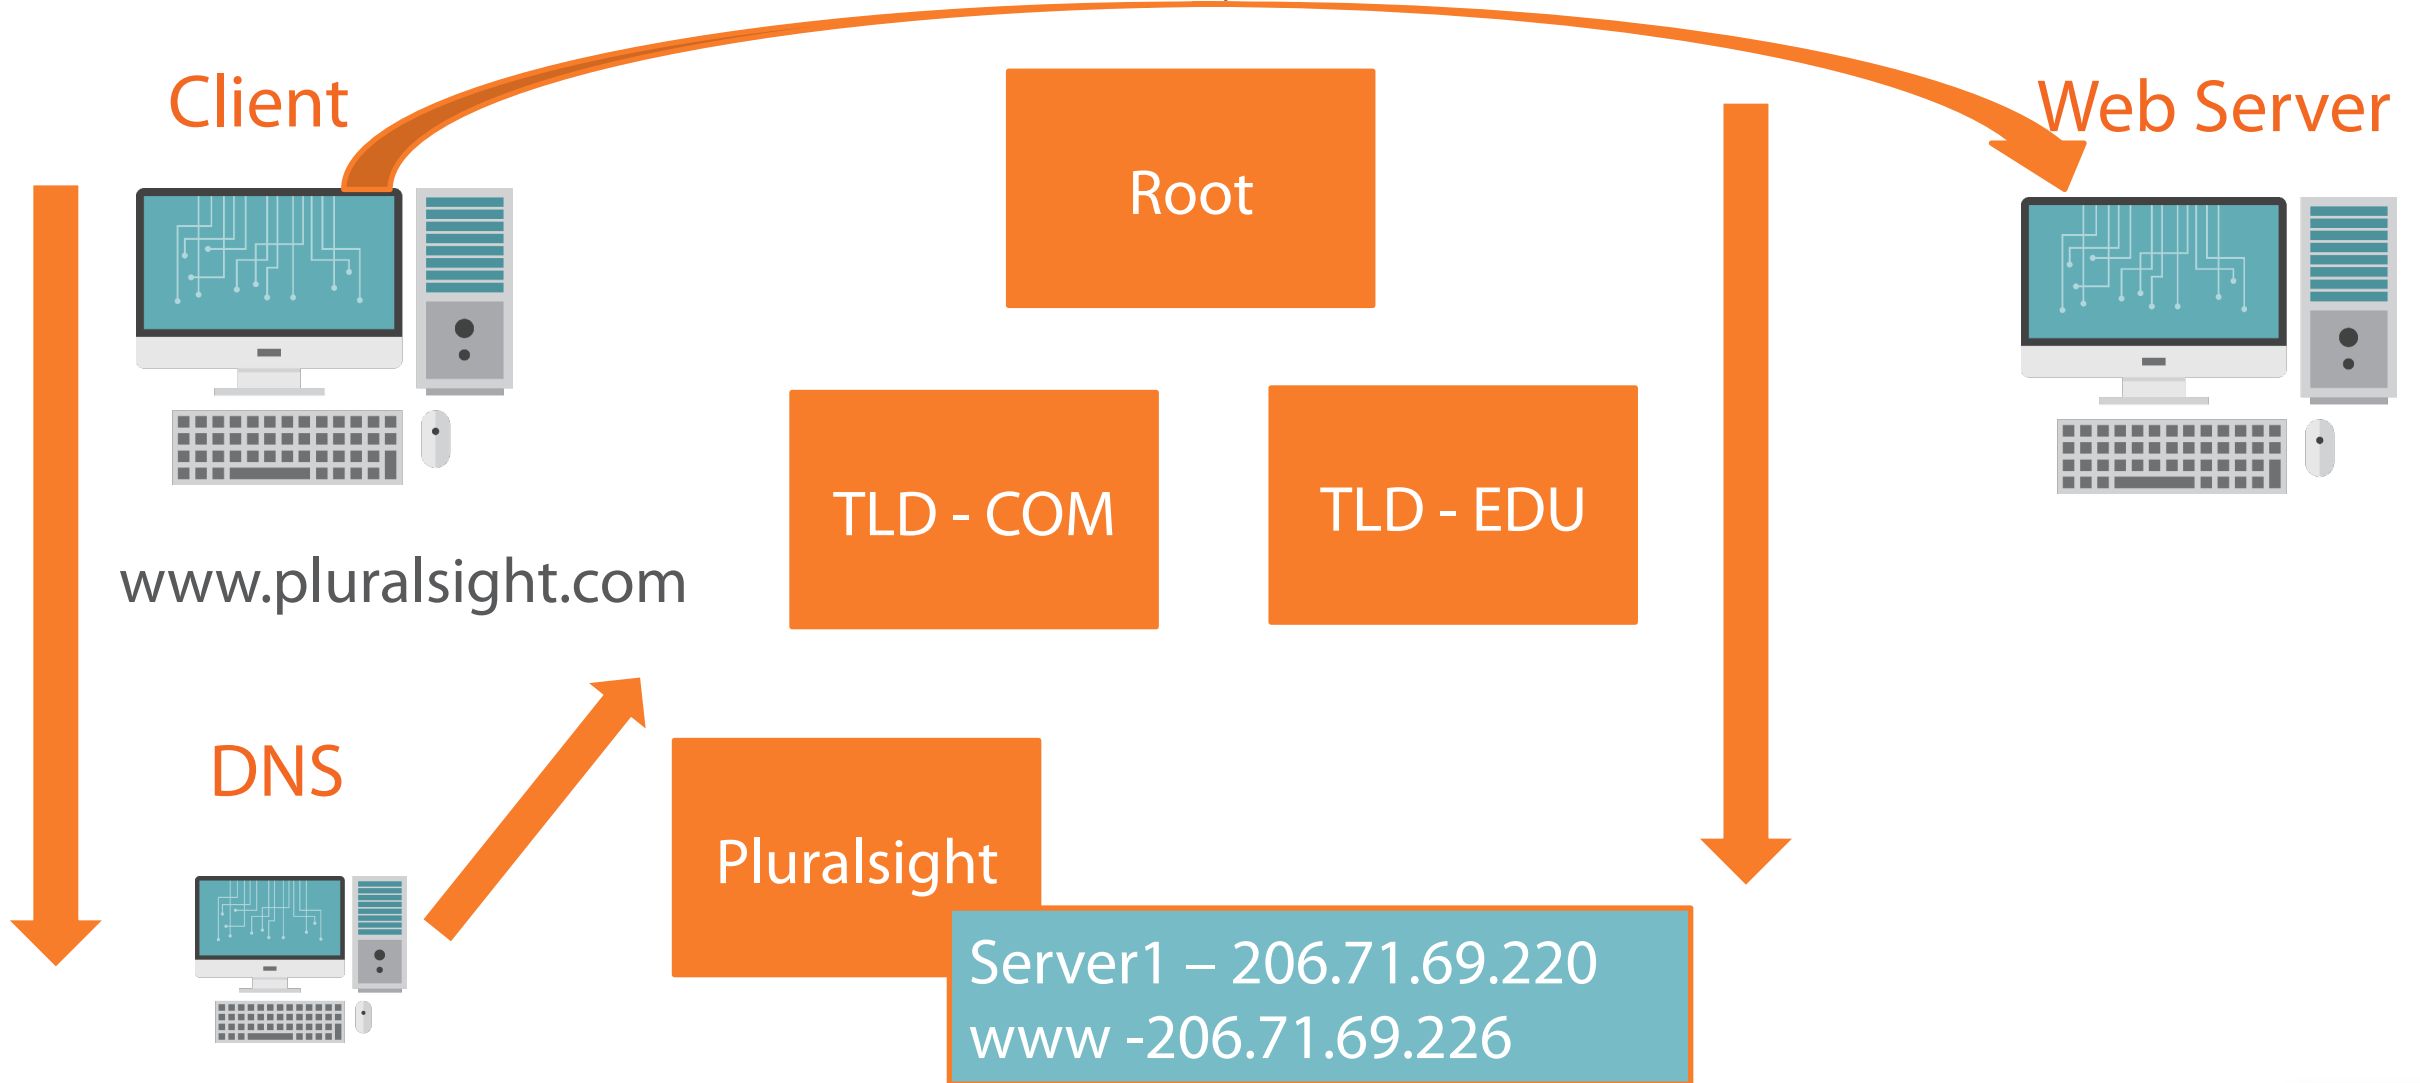 Client
Web Server
Root
TLD - COM
TLD - EDU
www.pluralsight.com
DNS
Pluralsight
Server1 – 206.71.69.220
www -206.71.69.226